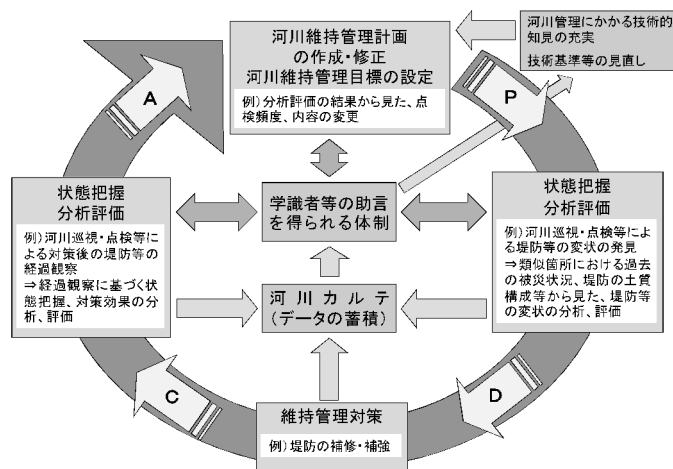 河川維持管理計画
の作成・修正
河川維持管理目標の設定
例）分析評価の結果から見た、点
検頻度、内容の変更
河川管理にかかる技術的
知見の充実
技術基準等の見直し
A
P
状態把握
分析評価
例）河川巡視・点検等によ
る対策後の堤防等の
経過観察
⇒経過観察に基づく状
態把握、対策効果の分
析、評価
学識者等の助言
を得られる体制
状態把握
分析評価
例）河川巡視・点検等によ
る堤防等の変状の発見
⇒類似箇所における過去
の被災状況、堤防の土質
構成等から見た、堤防等
の変状の分析、評価
河川カルテ
（データの蓄積）
C
D
維持管理対策
例）堤防の補修・補強